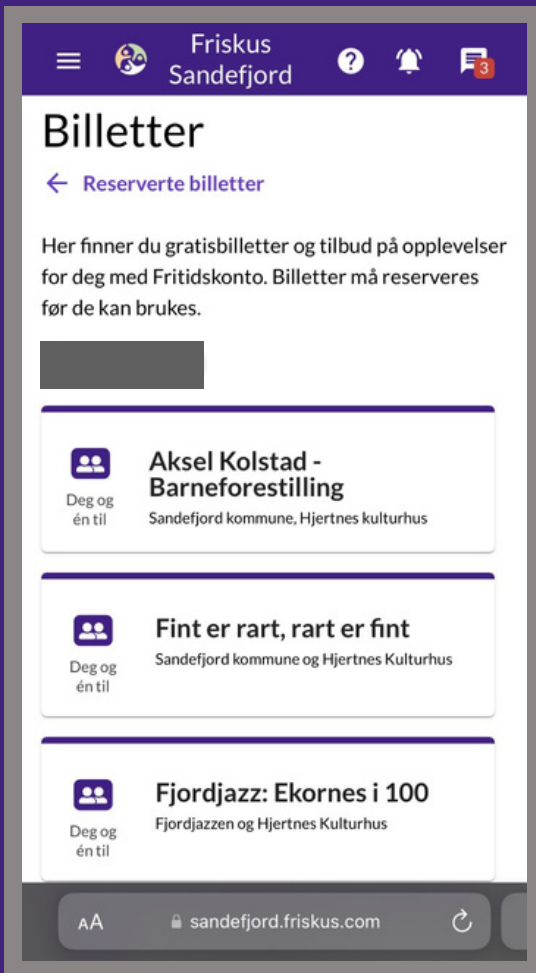 Friskus
Sandefjord
?
3
Billetter
← Reserverte billetter
Her finner du gratisbilletter og tilbud på opplevelser
for deg med Fritidskonto. Billetter må reserveres
før de kan brukes.
Aksel Kolstad -
Barneforestilling
Deg og
én til
Sandefjord kommune, Hjertnes kulturhus
Fint er rart, rart er fint
Sandefjord kommune og Hjertnes Kulturhus
Deg og
én til
Fjordjazz: Ekornes i 100
Fjordjazzen og Hjertnes Kulturhus
Deg og
én til
AA
sandefjord.friskus.com